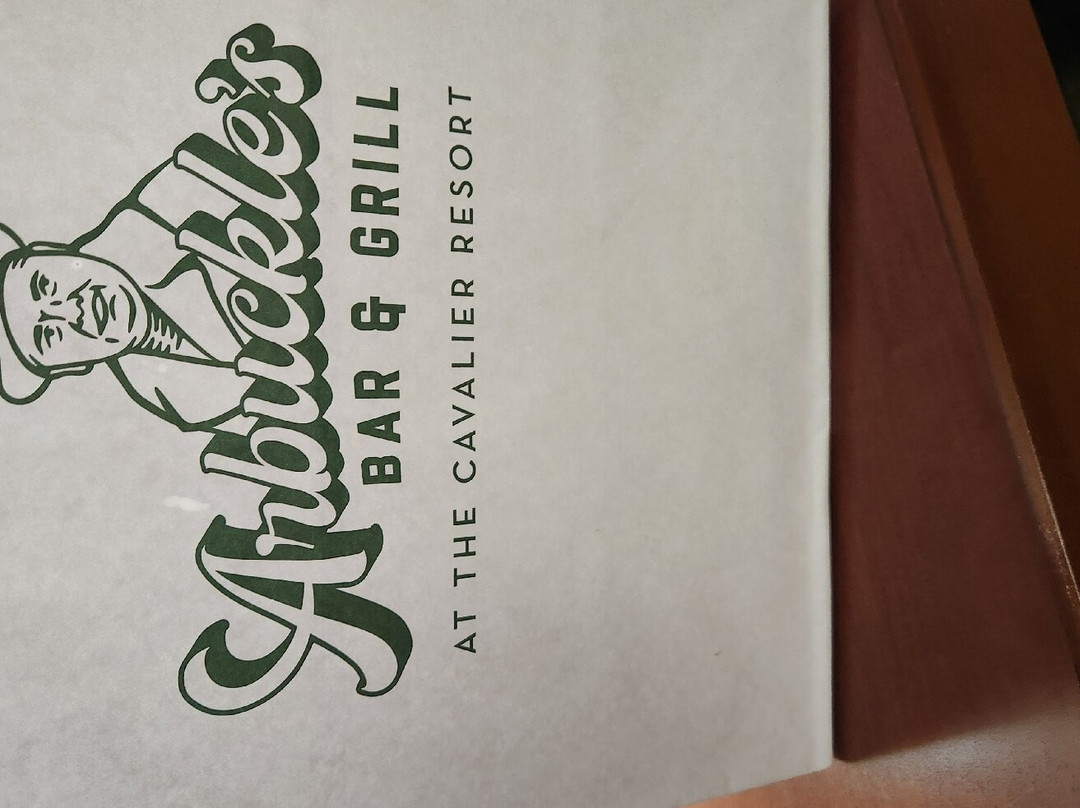 Arbuckle's
BAR & GRILL
AT THE CAVALIER RESORT